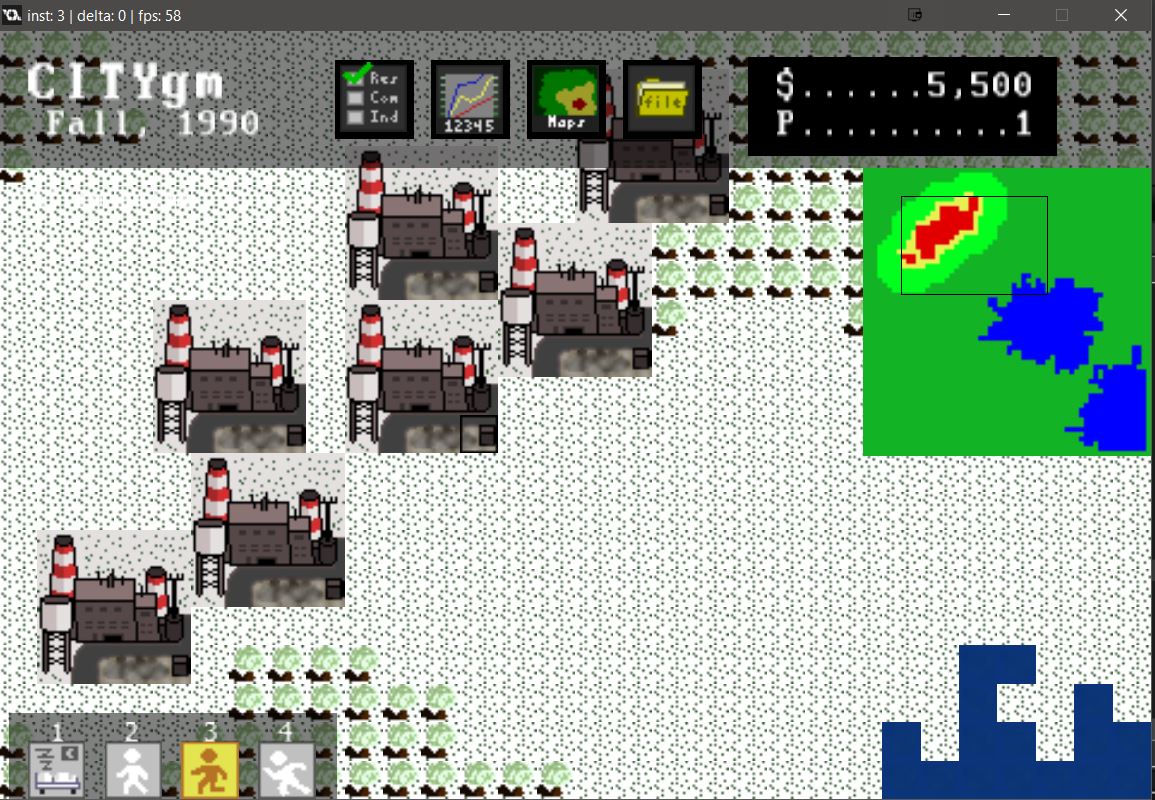 inst: 3 | delta: 0 | fps: 58
CITYgm
Fall, 1990
Res
Com
Ind
12345
Maps
file
$......5,500
P..........1
1 2 3 4
z z z